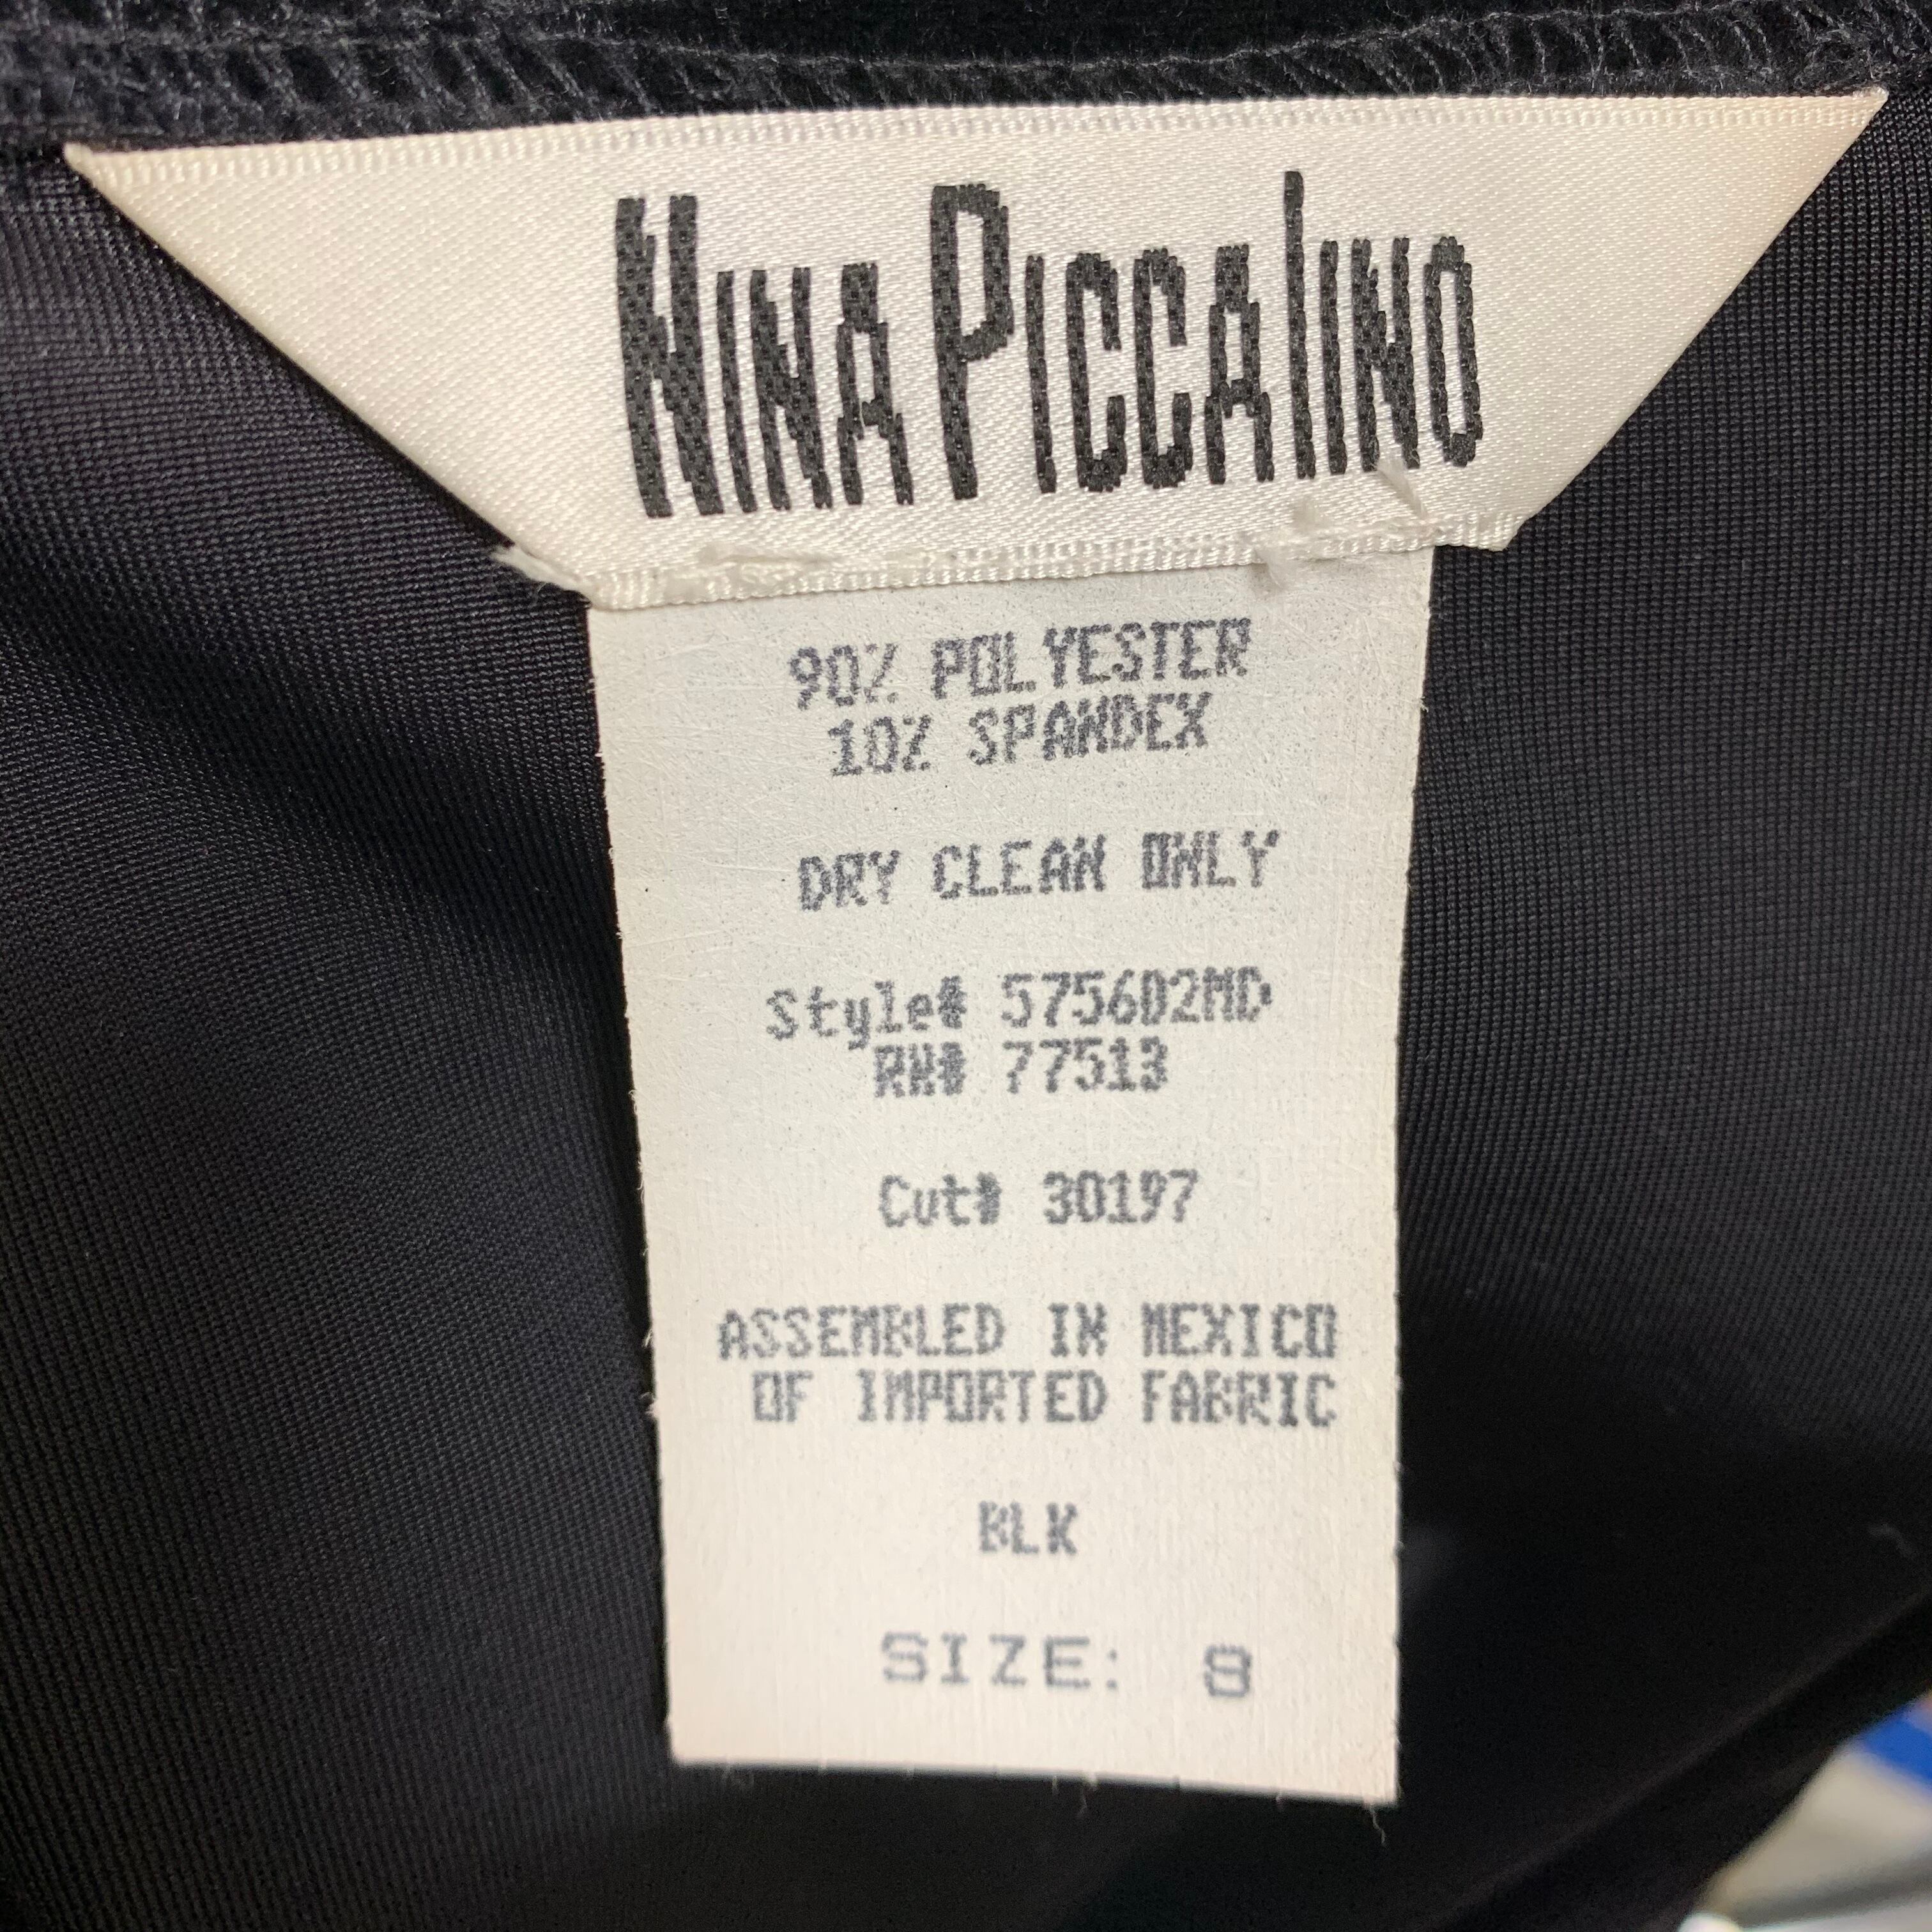 NINA PICCALINO
90% POLYESTER
10% SPANDEX
DRY CLEAN ONLY
Style# 5756D2MD
RN# 77513
Cut# 30197
ASSEMBLED IN MEXICO
OF IMPORTED FABRIC
BLK
SIZE: 8